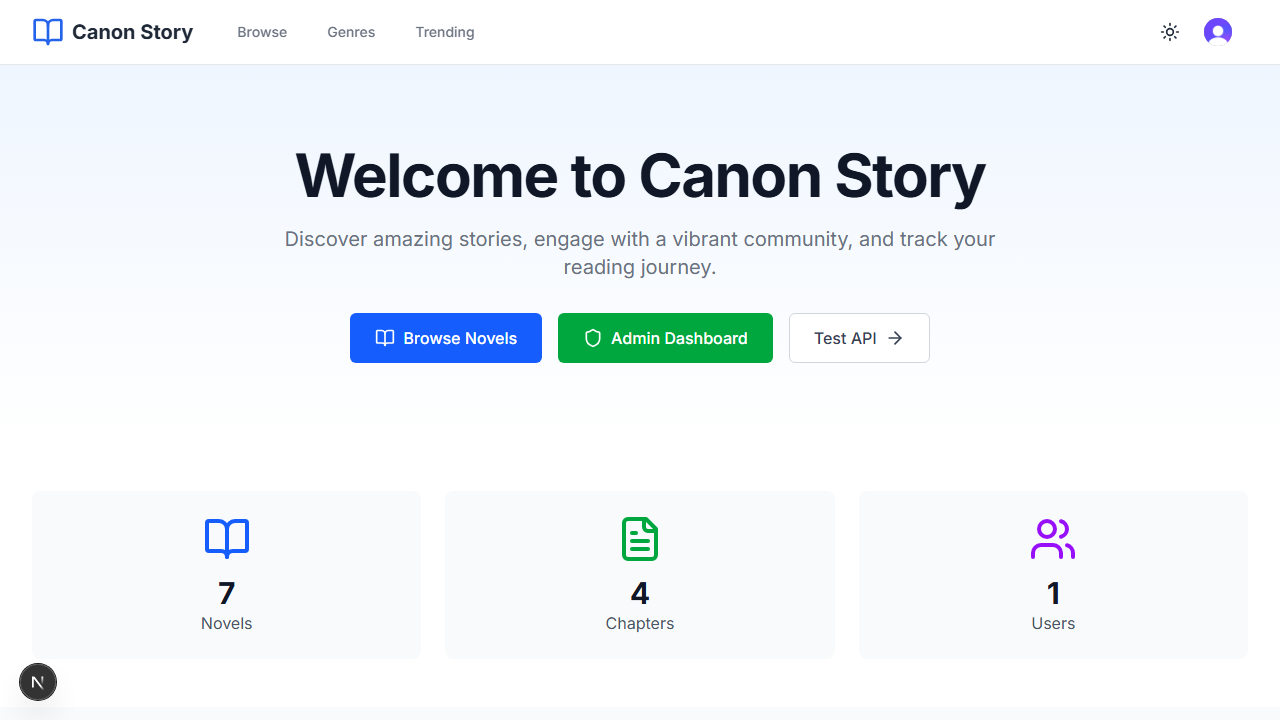 Canon Story
Browse
Genres
Trending
Welcome to Canon Story
Discover amazing stories, engage with a vibrant community, and track your
reading journey.
Browse Novels
Admin Dashboard
Test API
7
Novels
4
Chapters
1
Users
N